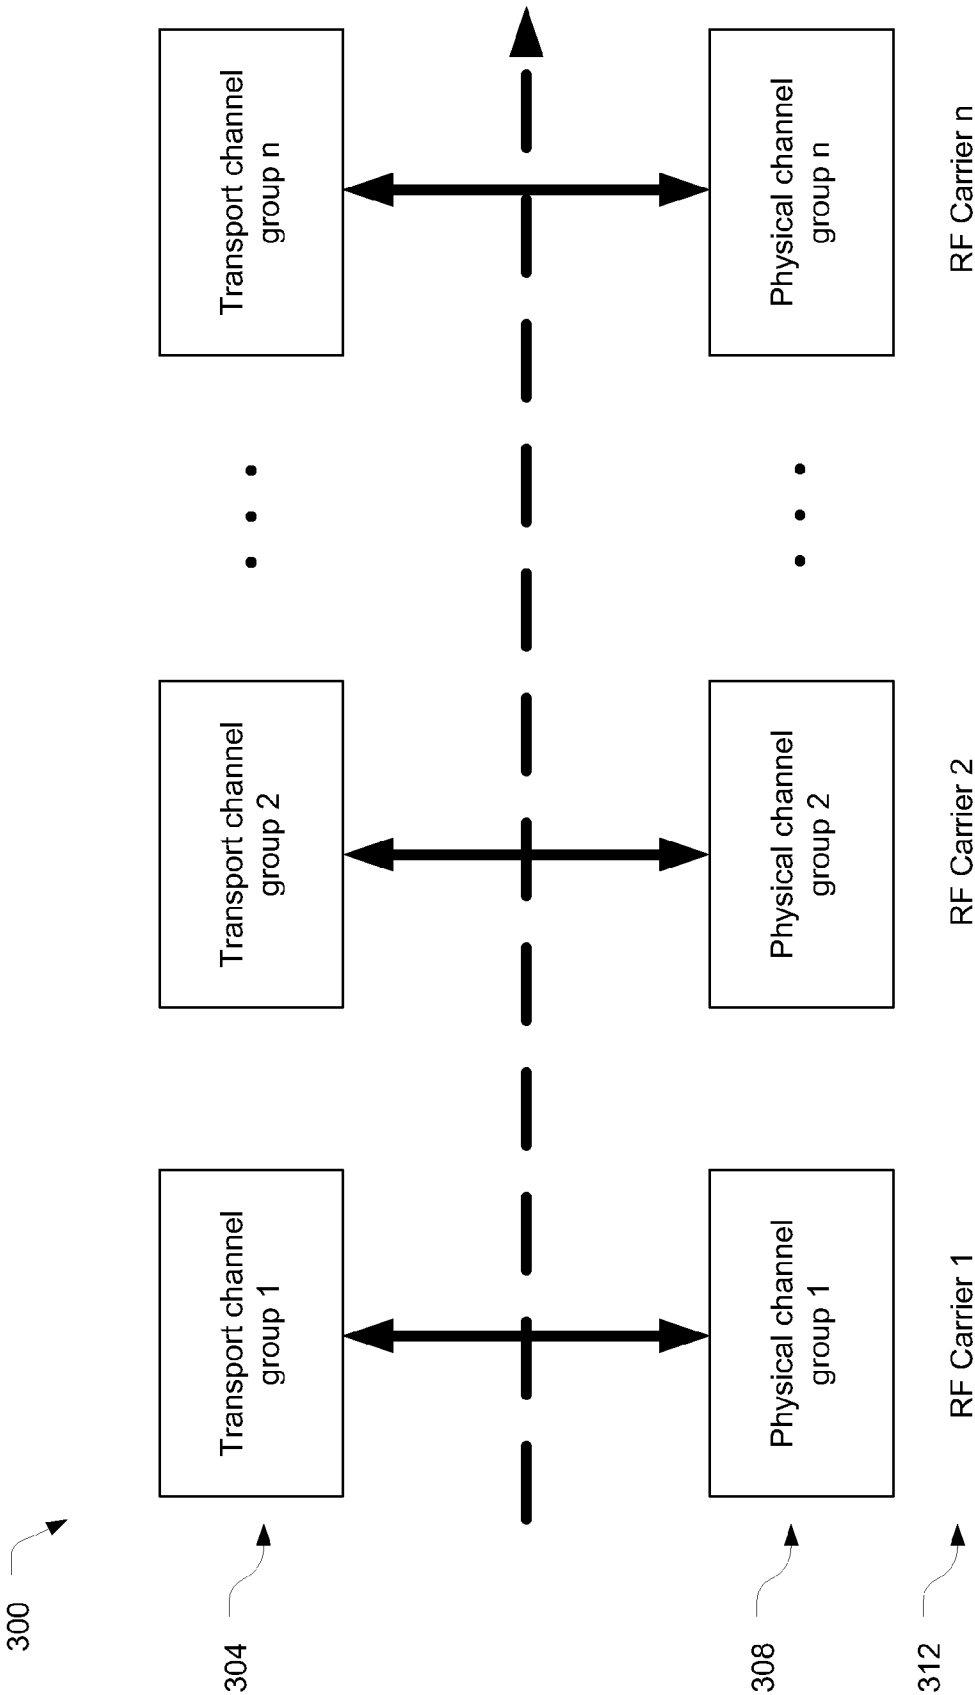 300
304
Transport channel
group 1
Transport channel
group 2
Transport channel
group n
308
Physical channel
group 1
Physical channel
group 2
Physical channel
group n
312
RF Carrier 1
RF Carrier 2
RF Carrier n